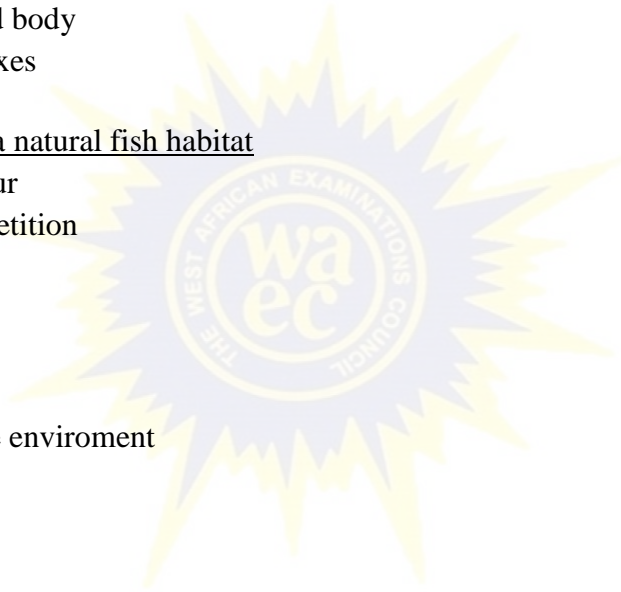 d body
xes
a natural fish habitat
ur
etition
enviroment
THE WEST AFRICAN EXAMINATIONS COUNCIL
wa
ec